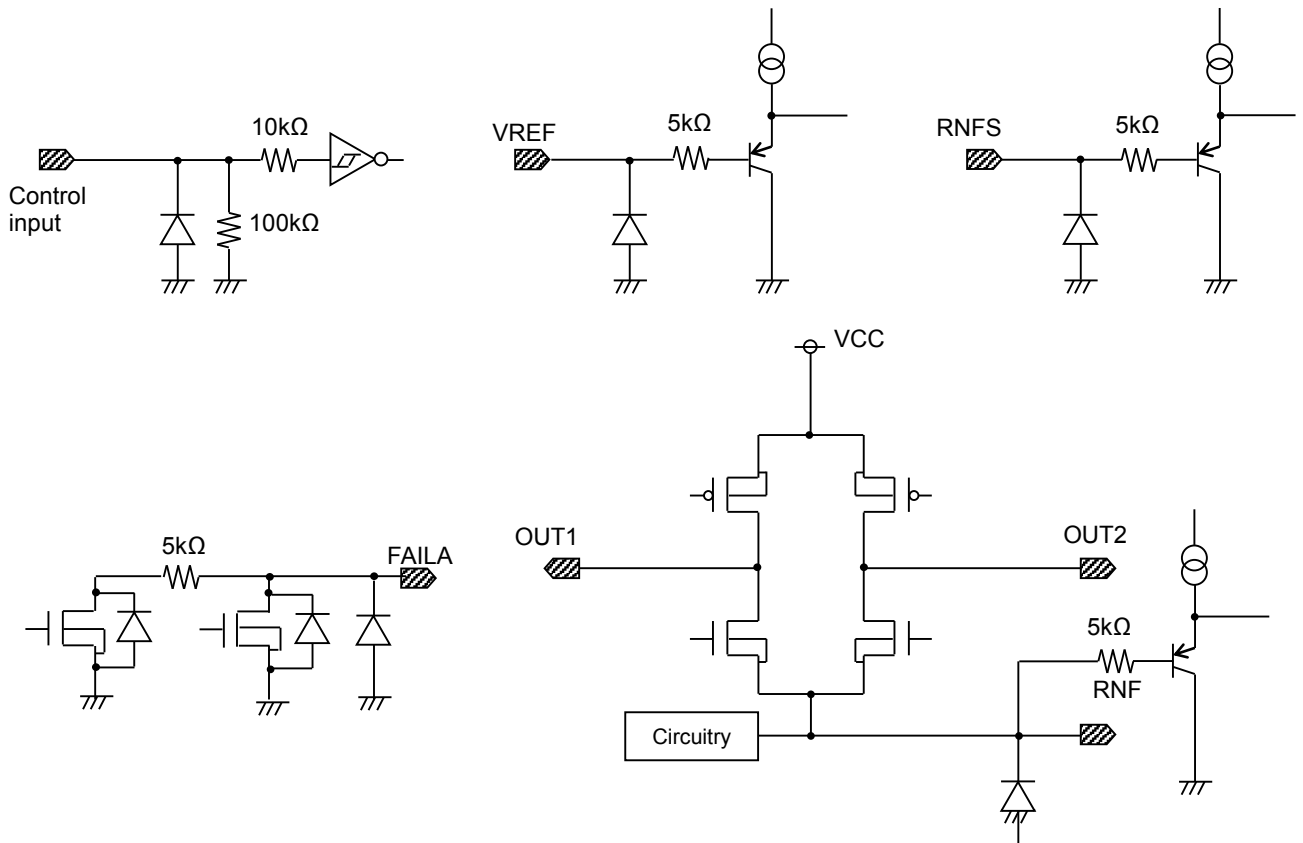 10kΩ
Control
input
100kΩ
VREF
5kΩ
RNFS
5kΩ
5kΩ
FAILA
VCC
OUT1
OUT2
5kΩ
RNF
Circuitry